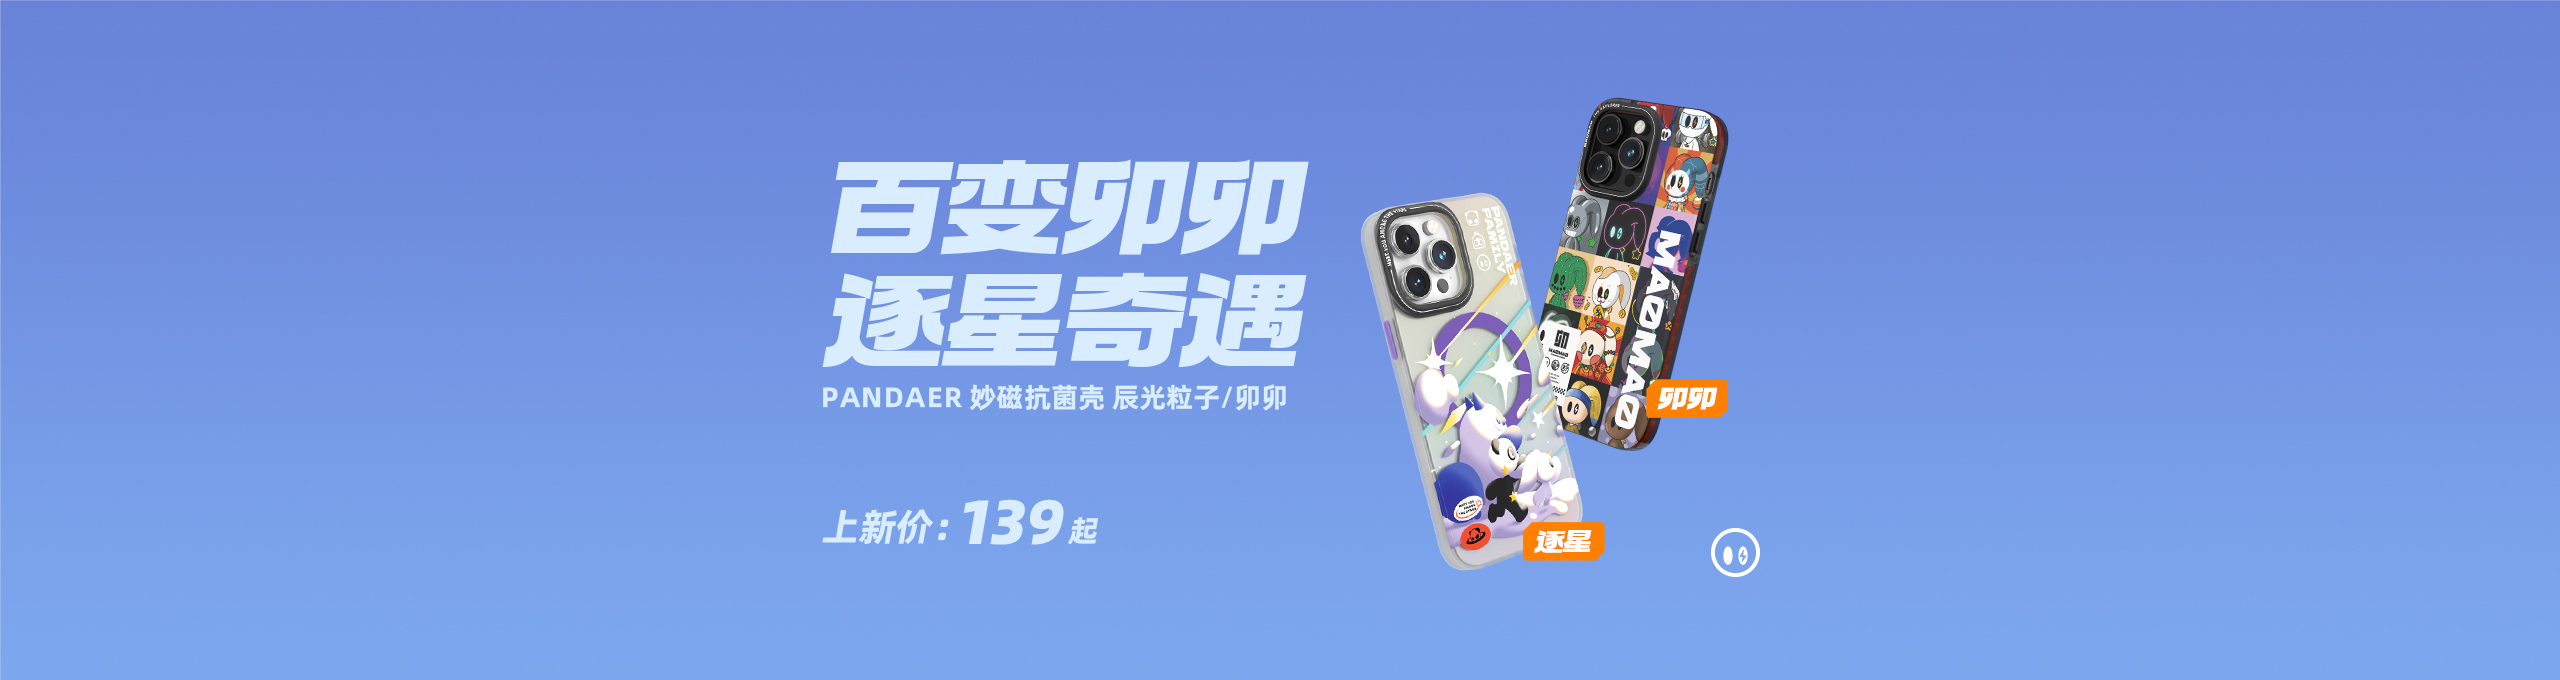 百变卯卯
逐星奇遇
PANDAER 妙磁抗菌壳 辰光粒子/卯卯
上新价：139起
PANDAER
FAMILY
MAOMAO
卯卯
逐星